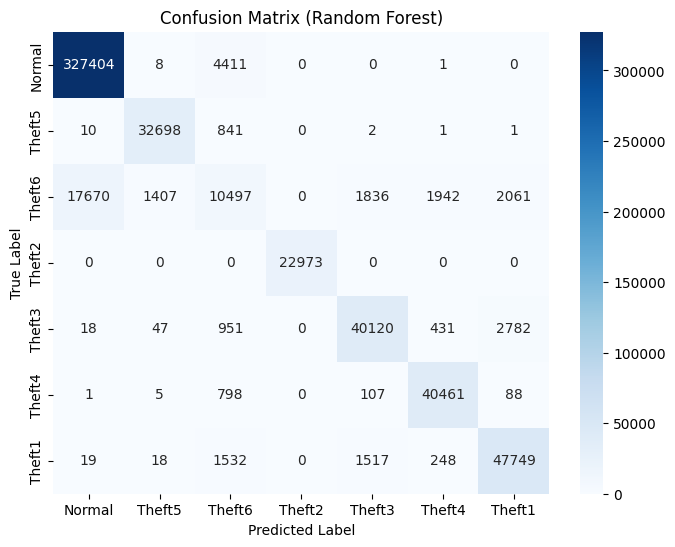 Confusion Matrix (Random Forest)
Normal 327404 8 4411 0 0 1 0
Theft5 10 32698 841 0 2 1 1
Theft6 17670 1407 10497 0 1836 1942 2061
Theft2 0 0 0 22973 0 0 0
Theft3 18 47 951 0 40120 431 2782
Theft4 1 5 798 0 107 40461 88
Theft1 19 18 1532 0 1517 248 47749
Normal Theft5 Theft6 Theft2 Theft3 Theft4 Theft1
Predicted Label
True Label
300000
250000
200000
150000
100000
50000
0